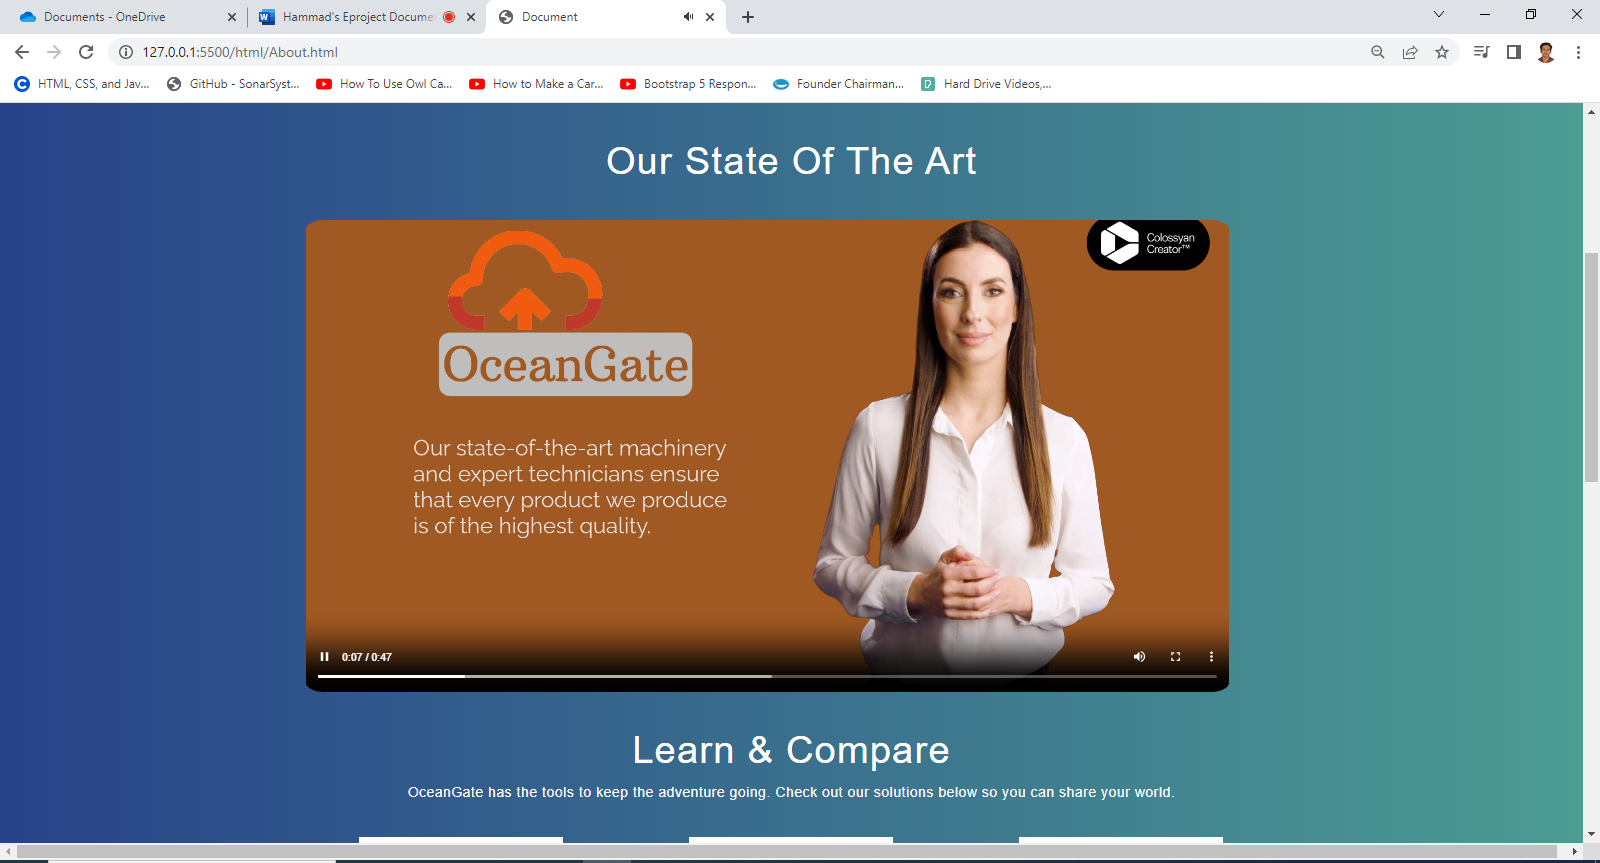 Documents - OneDrive
Hammad's Eproject Docume
Document
127.0.0.1:5500/html/About.html
HTML, CSS, and Jav...
GitHub - SonarSyst...
How To Use Owl Ca...
How to Make a Car...
Bootstrap 5 Respon...
Founder Chairman...
Hard Drive Videos,...
Our State Of The Art
Colossyan
Creator™
OceanGate
Our state-of-the-art machinery
and expert technicians ensure
that every product we produce
is of the highest quality.
0:07 / 0:47
Learn & Compare
OceanGate has the tools to keep the adventure going. Check out our solutions below so you can share your world.